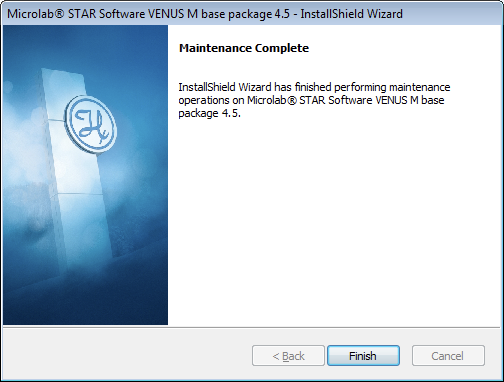 Microlab® STAR Software VENUS M base package 4.5 - InstallShield Wizard
Maintenance Complete
InstallShield Wizard has finished performing maintenance
operations on Microlab® STAR Software VENUS M base
package 4.5.
< Back
Finish
Cancel